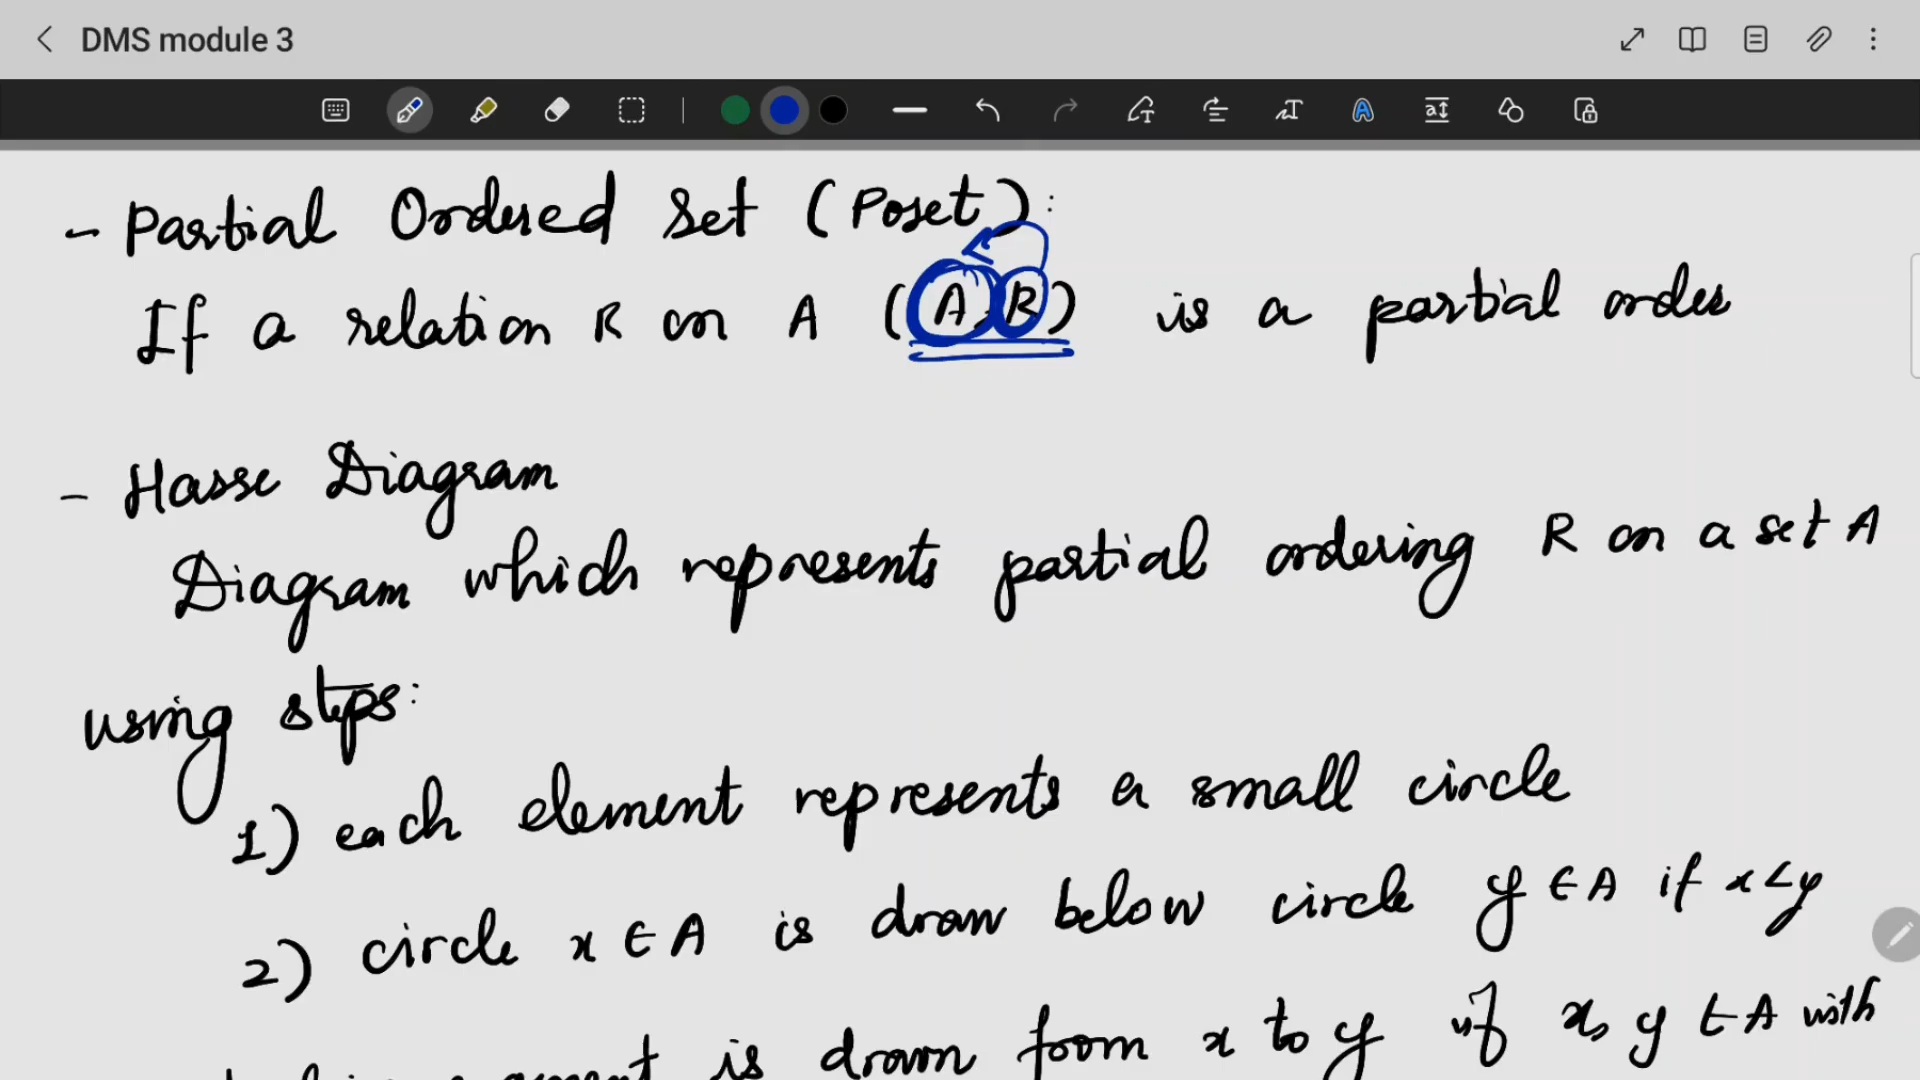 DMS module 3
- Partial Ordered Set (Poset):
If a relation R on A (A, R) is a partial order
- Hasse Diagram
Diagram which represents partial ordering R on a set A
using steps:
1) each element represents a small circle
2) circle x ∈ A is draw below circle y ∈ A if x < y
is drawn from x to y if x, y ∈ A with